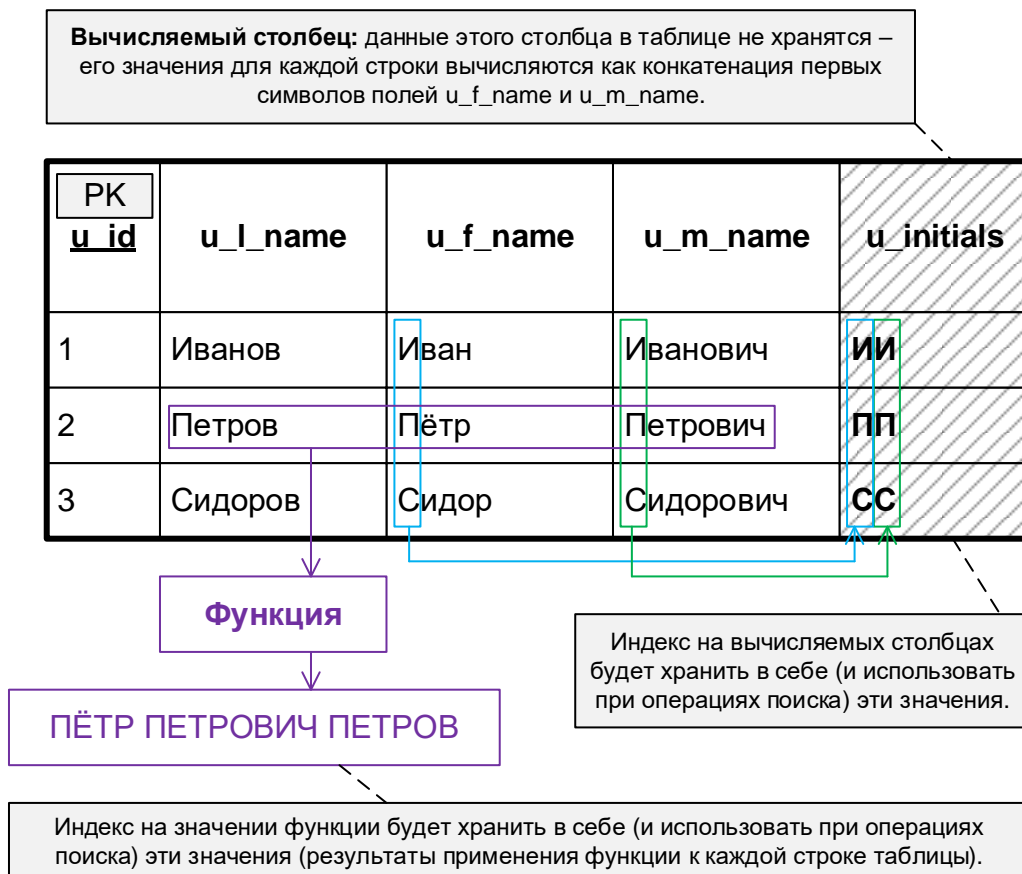 Вычисляемый столбец: данные этого столбца в таблице не хранятся –
его значения для каждой строки вычисляются как конкатенация первых
символов полей u_f_name и u_m_name.
PK
u_id u_l_name u_f_name u_m_name u_initials
1 Иванов Иван Иванович ИИ
2 Петров Пётр Петрович ПП
3 Сидоров Сидор Сидорович СС
Функция
Индекс на вычисляемых столбцах
будет хранить в себе (и использовать
при операциях поиска) эти значения.
ПЁТР ПЕТРОВИЧ ПЕТРОВ
Индекс на значении функции будет хранить в себе (и использовать при операциях
поиска) эти значения (результаты применения функции к каждой строке таблицы).